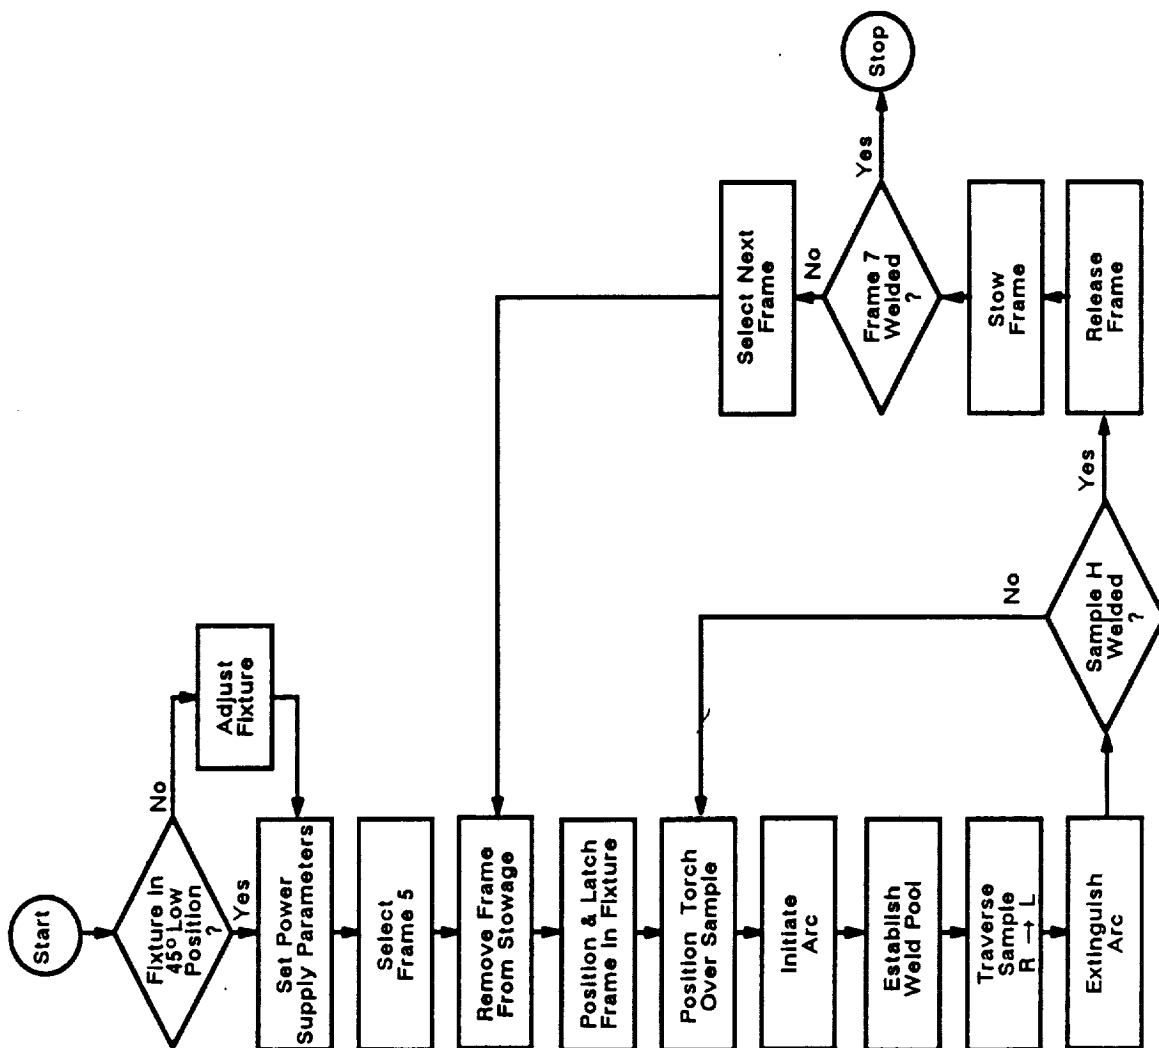 Start
Fixture In
45° Low
Position
?
No
Yes
Adjust
Fixture
Set Power
Supply Parameters
Select
Frame 5
Remove Frame
From Stowage
Position & Latch
Frame In Fixture
Position Torch
Over Sample
Initiate
Arc
Establish
Weld Pool
Traverse
Sample
R → L
Extinguish
Arc
Sample H
Welded
?
No
Yes
Release
Frame
Stow
Frame
Frame 7
Welded
?
No
Yes
Select Next
Frame
Stop